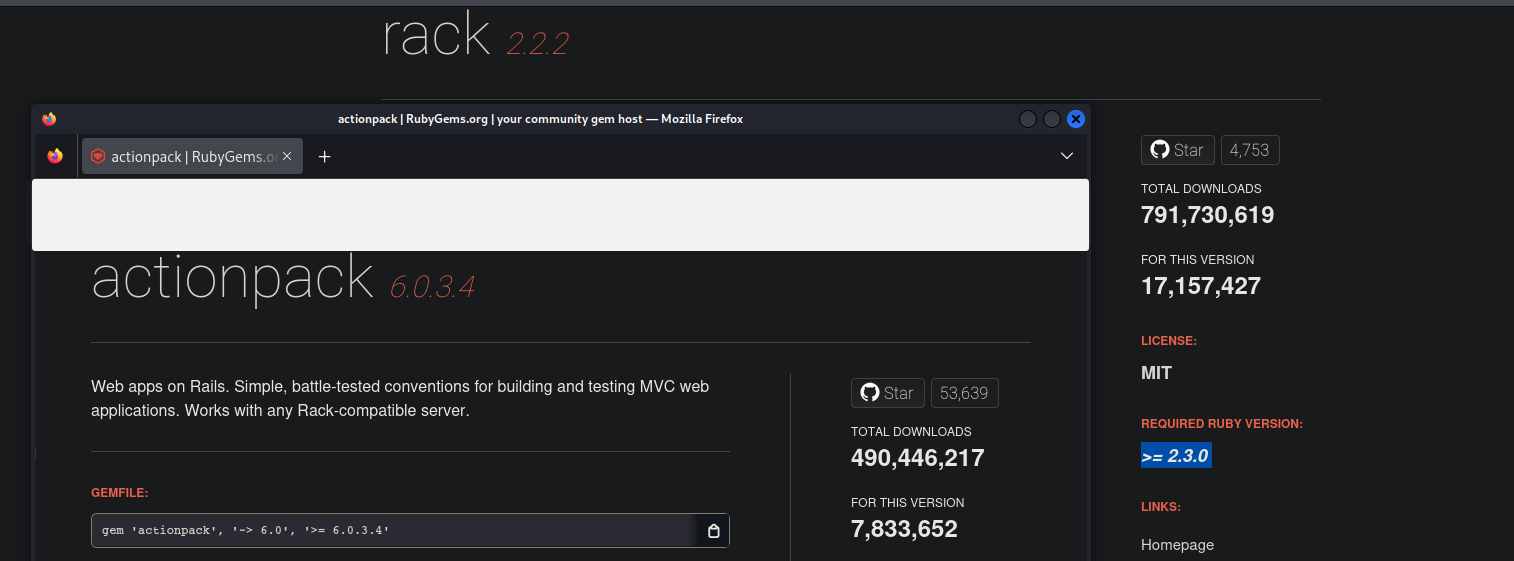 rack 2.2.2
actionpack | RubyGems.org | your community gem host — Mozilla Firefox
actionpack | RubyGems.or
actionpack 6.0.3.4
Web apps on Rails. Simple, battle-tested conventions for building and testing MVC web
applications. Works with any Rack-compatible server.
GEMFILE:
gem 'actionpack', '~> 6.0', '>= 6.0.3.4'
Star 53,639
TOTAL DOWNLOADS
490,446,217
FOR THIS VERSION
7,833,652
Star 4,753
TOTAL DOWNLOADS
791,730,619
FOR THIS VERSION
17,157,427
LICENSE:
MIT
REQUIRED RUBY VERSION:
>= 2.3.0
LINKS:
Homepage